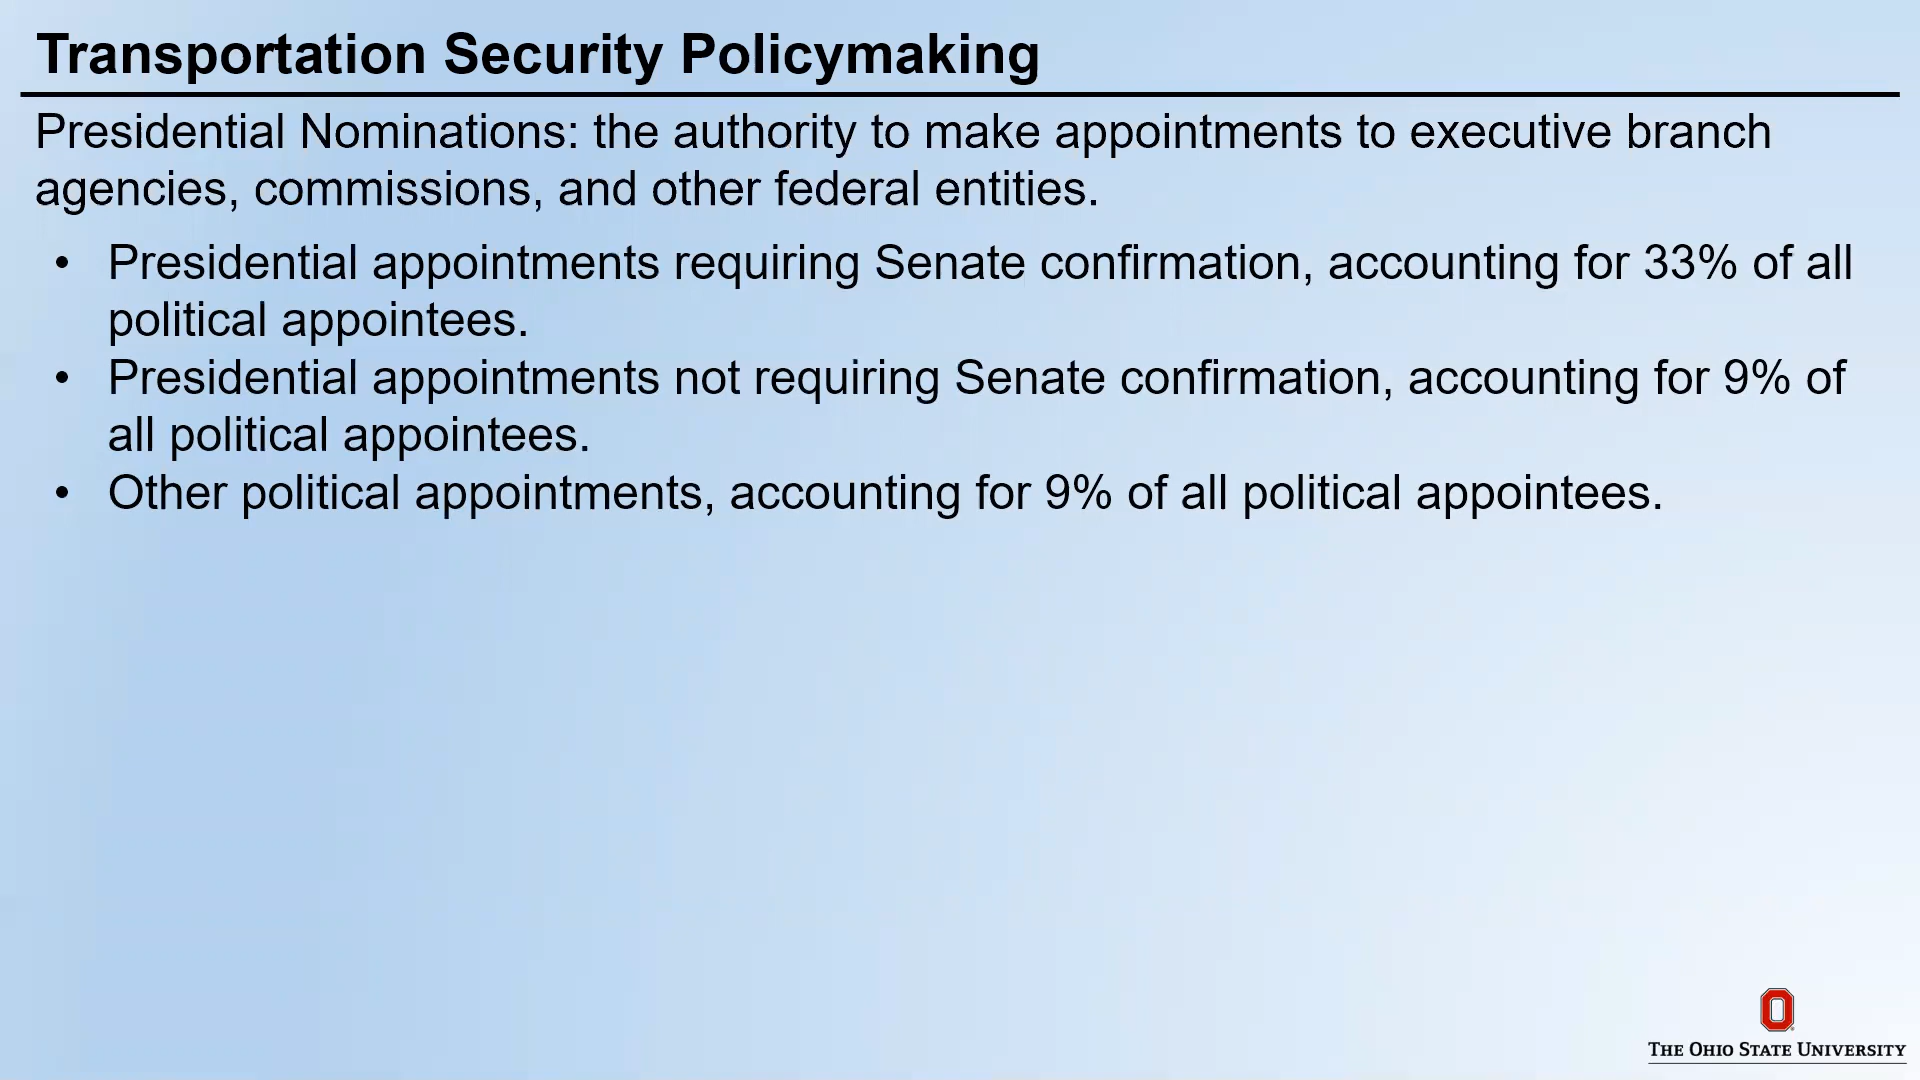 Transportation Security Policymaking
Presidential Nominations: the authority to make appointments to executive branch
agencies, commissions, and other federal entities.
• Presidential appointments requiring Senate confirmation, accounting for 33% of all
political appointees.
• Presidential appointments not requiring Senate confirmation, accounting for 9% of
all political appointees.
• Other political appointments, accounting for 9% of all political appointees.
O
THE OHIO STATE UNIVERSITY